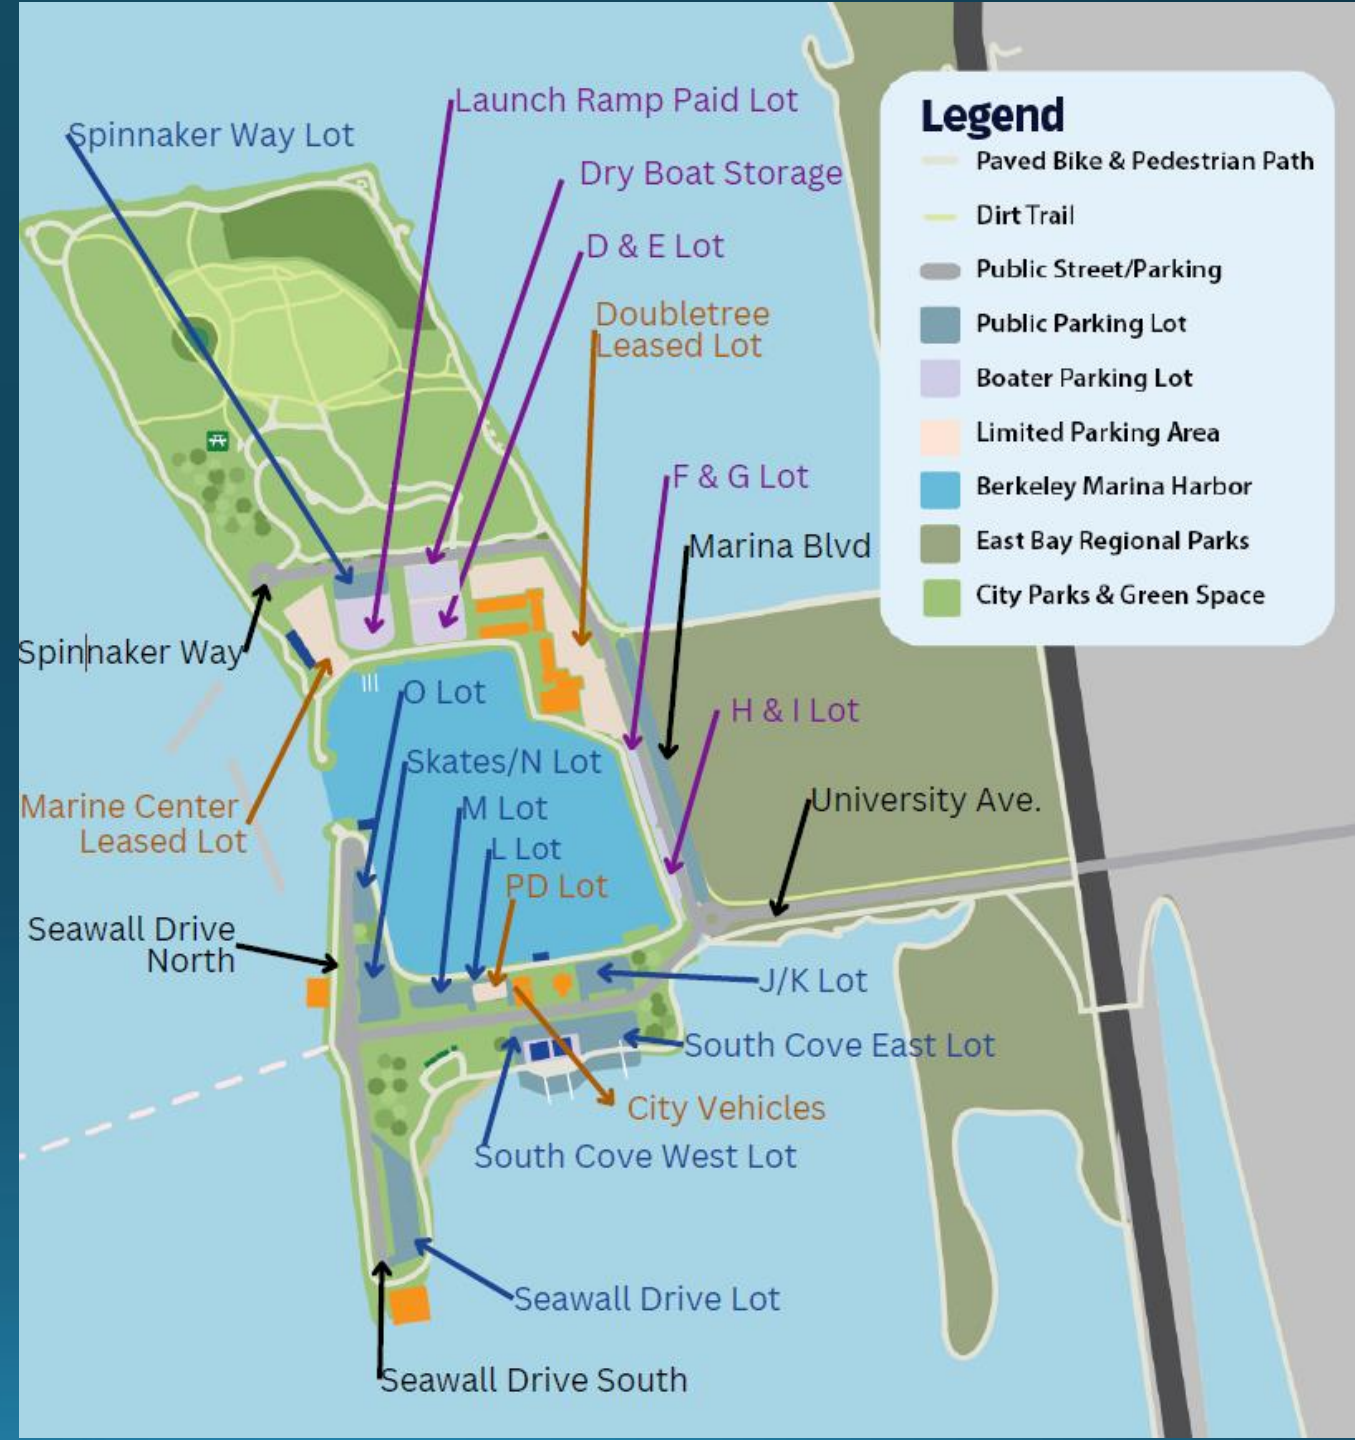 Launch Ramp Paid Lot
Spinnaker Way Lot
Dry Boat Storage
D & E Lot
Doubletree
Leased Lot
F & G Lot
Marina Blvd
Spinnaker Way
O Lot
H & I Lot
Skates/N Lot
Marine Center
Leased Lot
M Lot
University Ave.
L Lot
PD Lot
Seawall Drive
North
J/K Lot
South Cove East Lot
City Vehicles
South Cove West Lot
Seawall Drive Lot
Seawall Drive South
Legend
Paved Bike & Pedestrian Path
Dirt Trail
Public Street/Parking
Public Parking Lot
Boater Parking Lot
Limited Parking Area
Berkeley Marina Harbor
East Bay Regional Parks
City Parks & Green Space